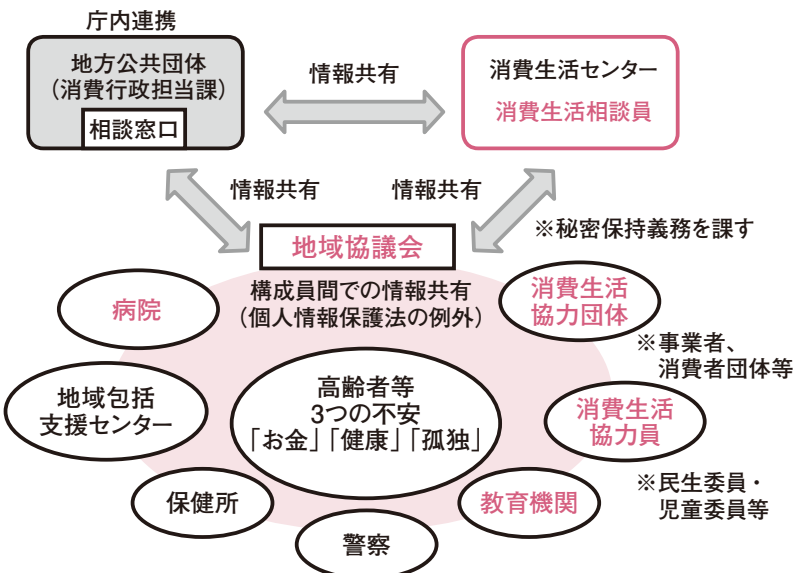 庁内連携
地方公共団体
（消費行政担当課）
相談窓口
情報共有
消費生活センター
消費生活相談員
情報共有
情報共有
※秘密保持義務を課す
地域協議会
構成員間での情報共有
（個人情報保護法の例外）
病院
消費生活
協力団体
※事業者、
消費者団体等
地域包括
支援センター
高齢者等
3つの不安
「お金」「健康」「孤独」
消費生活
協力員
※民生委員・
児童委員等
保健所
教育機関
警察